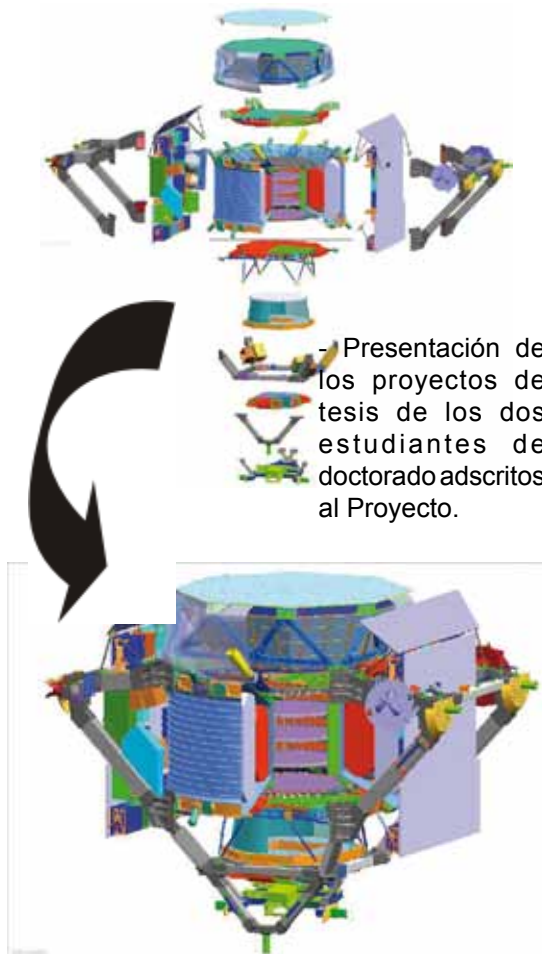 - Presentación de
los proyectos de
tesis de los dos
estudiantes de
doctorado adscritos
al Proyecto.